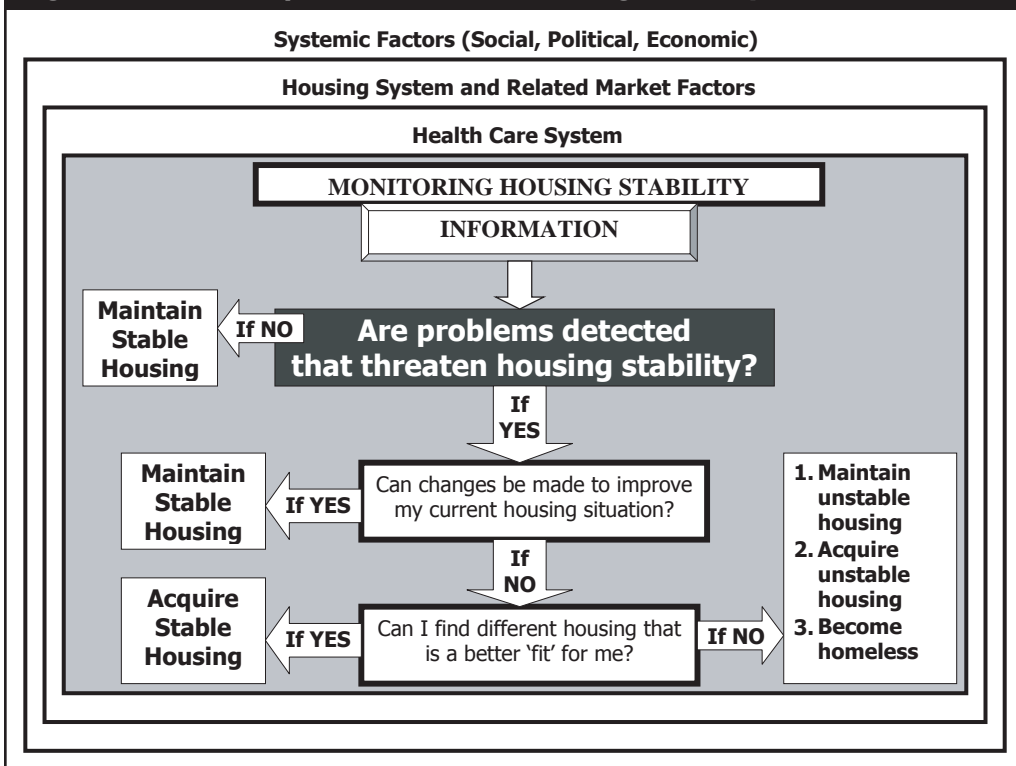 Systemic Factors (Social, Political, Economic)
Housing System and Related Market Factors
Health Care System
MONITORING HOUSING STABILITY
INFORMATION
Maintain
Stable
Housing
If NO
Are problems detected
that threaten housing stability?
If
YES
Maintain
Stable
Housing
If YES
Can changes be made to improve
my current housing situation?
If
NO
Acquire
Stable
Housing
If YES
Can I find different housing that
is a better ‘fit’ for me?
If NO
1. Maintain
unstable
housing
2. Acquire
unstable
housing
3. Become
homeless